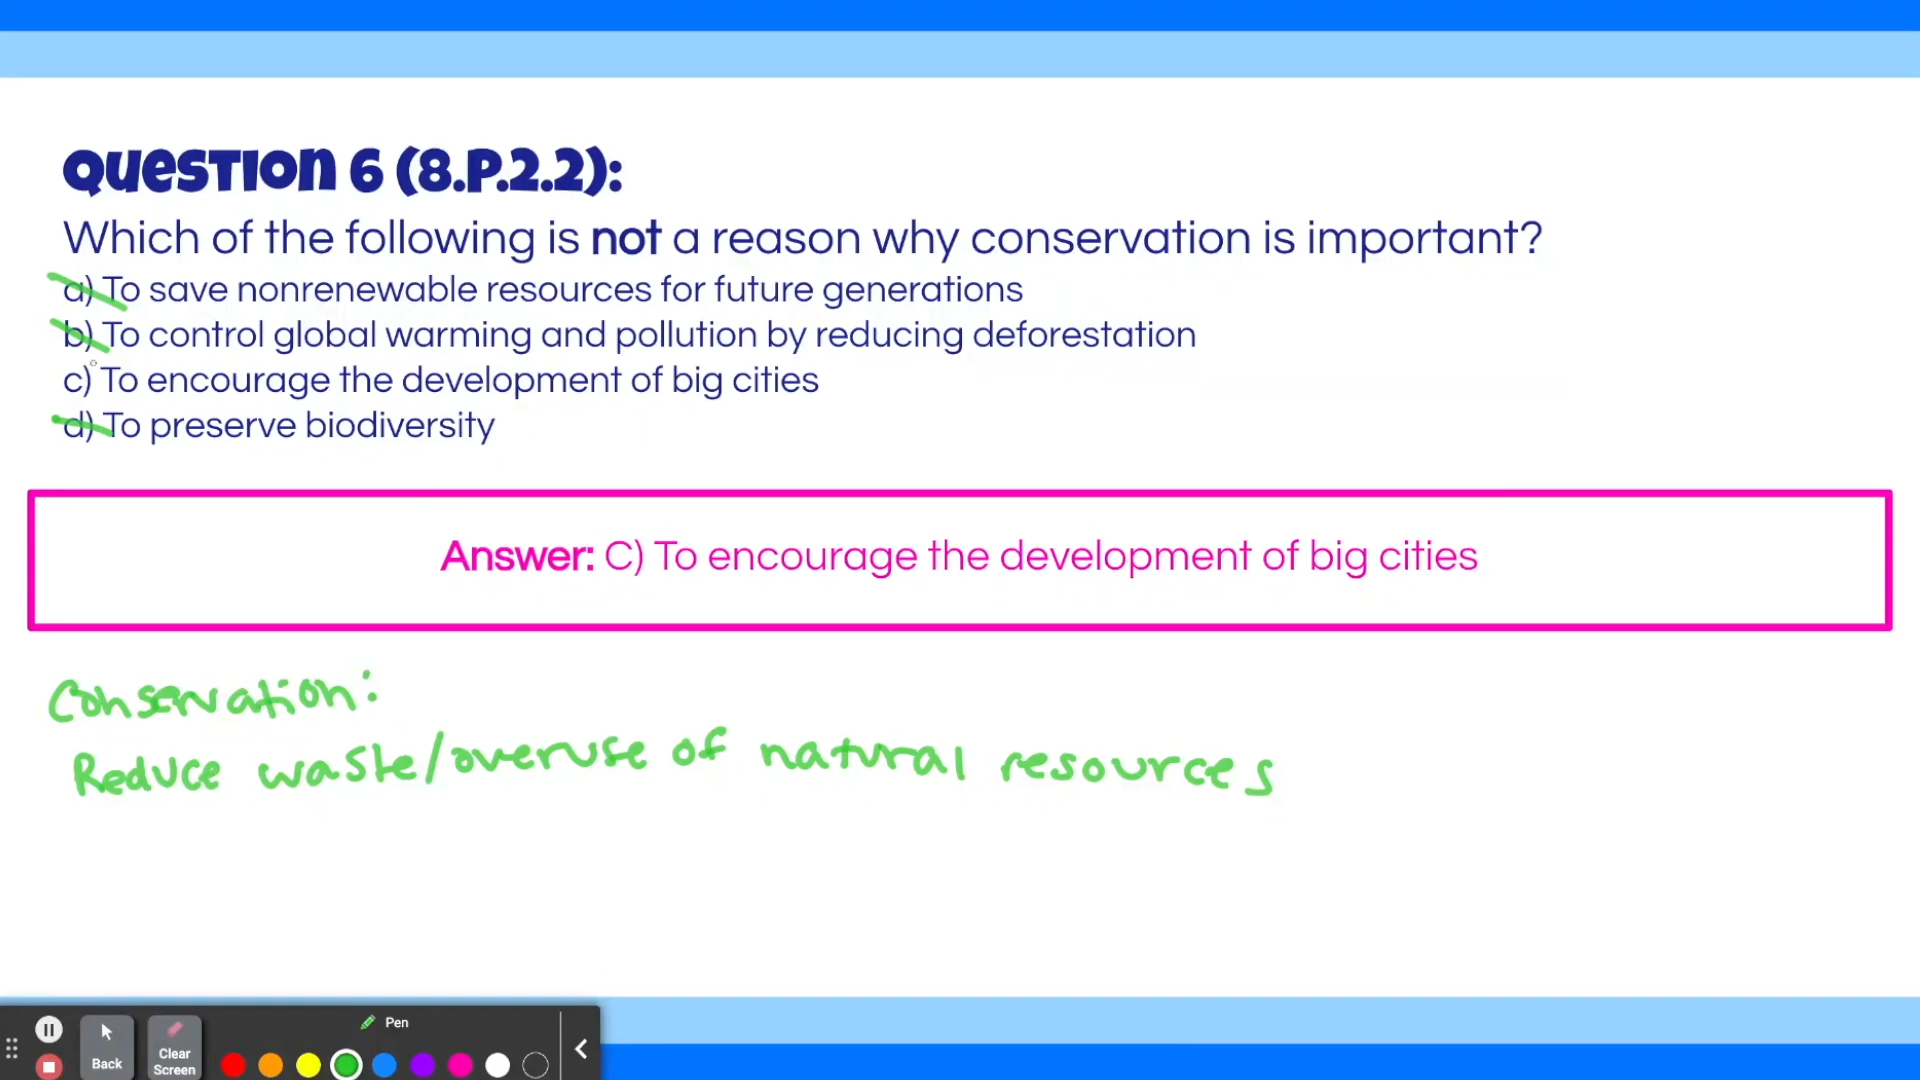 Question 6 (8.P.2.2):
Which of the following is not a reason why conservation is important?
a) To save nonrenewable resources for future generations
b) To control global warming and pollution by reducing deforestation
c) To encourage the development of big cities
d) To preserve biodiversity
Answer: C) To encourage the development of big cities
Conservation:
Reduce waste/overuse of natural resources
Pen
Back
Clear
Screen